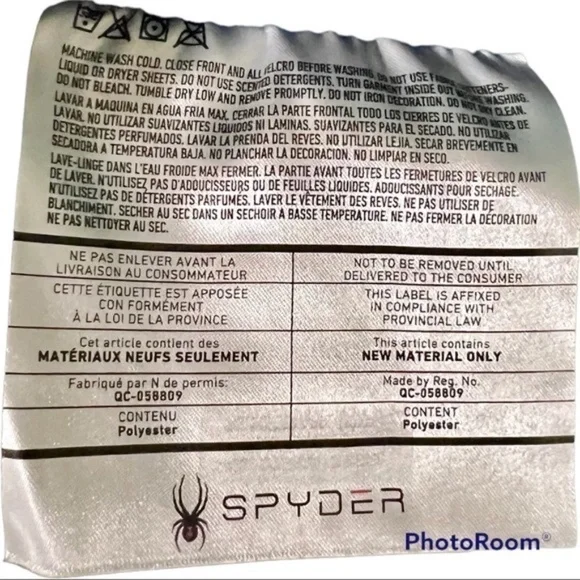 MACHINE WASH COLD. CLOSE FRONT AND ALL VELCRO BEFORE WASHING. DO NOT USE FABRIC SOFTENERS-
LIQUID OR DRYER SHEETS. DO NOT USE SCENTED DETERGENTS. TURN GARMENT INSIDE OUT WASHING.
DO NOT BLEACH. TUMBLE DRY LOW AND REMOVE PROMPTLY. DO NOT IRON DECORATION. DO NOT DRY CLEAN.
LAVAR A MAQUINA EN AGUA FRIA MAX. CERRAR LA PARTE FRONTAL TODO LOS CIERRES DE VELCRO ANTES DE
LAVAR. NO UTILIZAR SUAVIZANTES LIQUIDOS NI LAMINAS. SUAVIZANTES PARA EL SECADO. NO UTILIZAR
DETERGENTES PERFUMADOS. LAVAR LA PRENDA DEL REVES. NO UTILIZAR LEJIA. SECAR BREVEMENTE EN
SECADORA A TEMPERATURA BAJA. NO PLANCHAR LA DECORACION. NO LIMPIAR EN SECO.
LAVE-LINGE DANS L'EAU FROIDE MAX FERMER. LA PARTIE AVANT TOUTES LES FERMETURES DE VELCRO AVANT
DE LAVER. N'UTILISEZ PAS D'ADOUCISSEURS OU DE FEUILLES LIQUIDES. ADOUCISSANTS POUR SECHAGE.
N'UTILISEZ PAS DE DÉTERGENTS PARFUMÉS. LAVER LE VÊTEMENT DES REVES. NE PAS UTILISER DE
BLANCHIMENT. SECHER AU SEC DANS UN SECHOIR À BASSE TEMPERATURE. NE PAS FERMER LA DÉCORATION
NE PAS NETTOYER AU SEC.
NE PAS ENLEVER AVANT LA
LIVRAISON AU CONSOMMATEUR
NOT TO BE REMOVED UNTIL
DELIVERED TO THE CONSUMER
CETTE ÉTIQUETTE EST APPOSÉE
CON FORMÉMENT
À LA LOI DE LA PROVINCE
THIS LABEL IS AFFIXED
IN COMPLIANCE WITH
PROVINCIAL LAW
Cet article contient des
MATÉRIAUX NEUFS SEULEMENT
This article contains
NEW MATERIAL ONLY
Fabriqué par N de permis:
QC-058809
Made by Reg. No.
QC-058809
CONTENU
Polyester
CONTENT
Polyester
SPYDER
PhotoRoom®